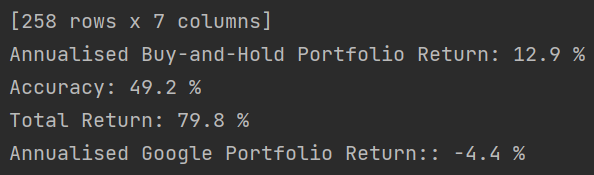 [258 rows x 7 columns]
Annualised Buy-and-Hold Portfolio Return: 12.9 %
Accuracy: 49.2 %
Total Return: 79.8 %
Annualised Google Portfolio Return:: -4.4 %